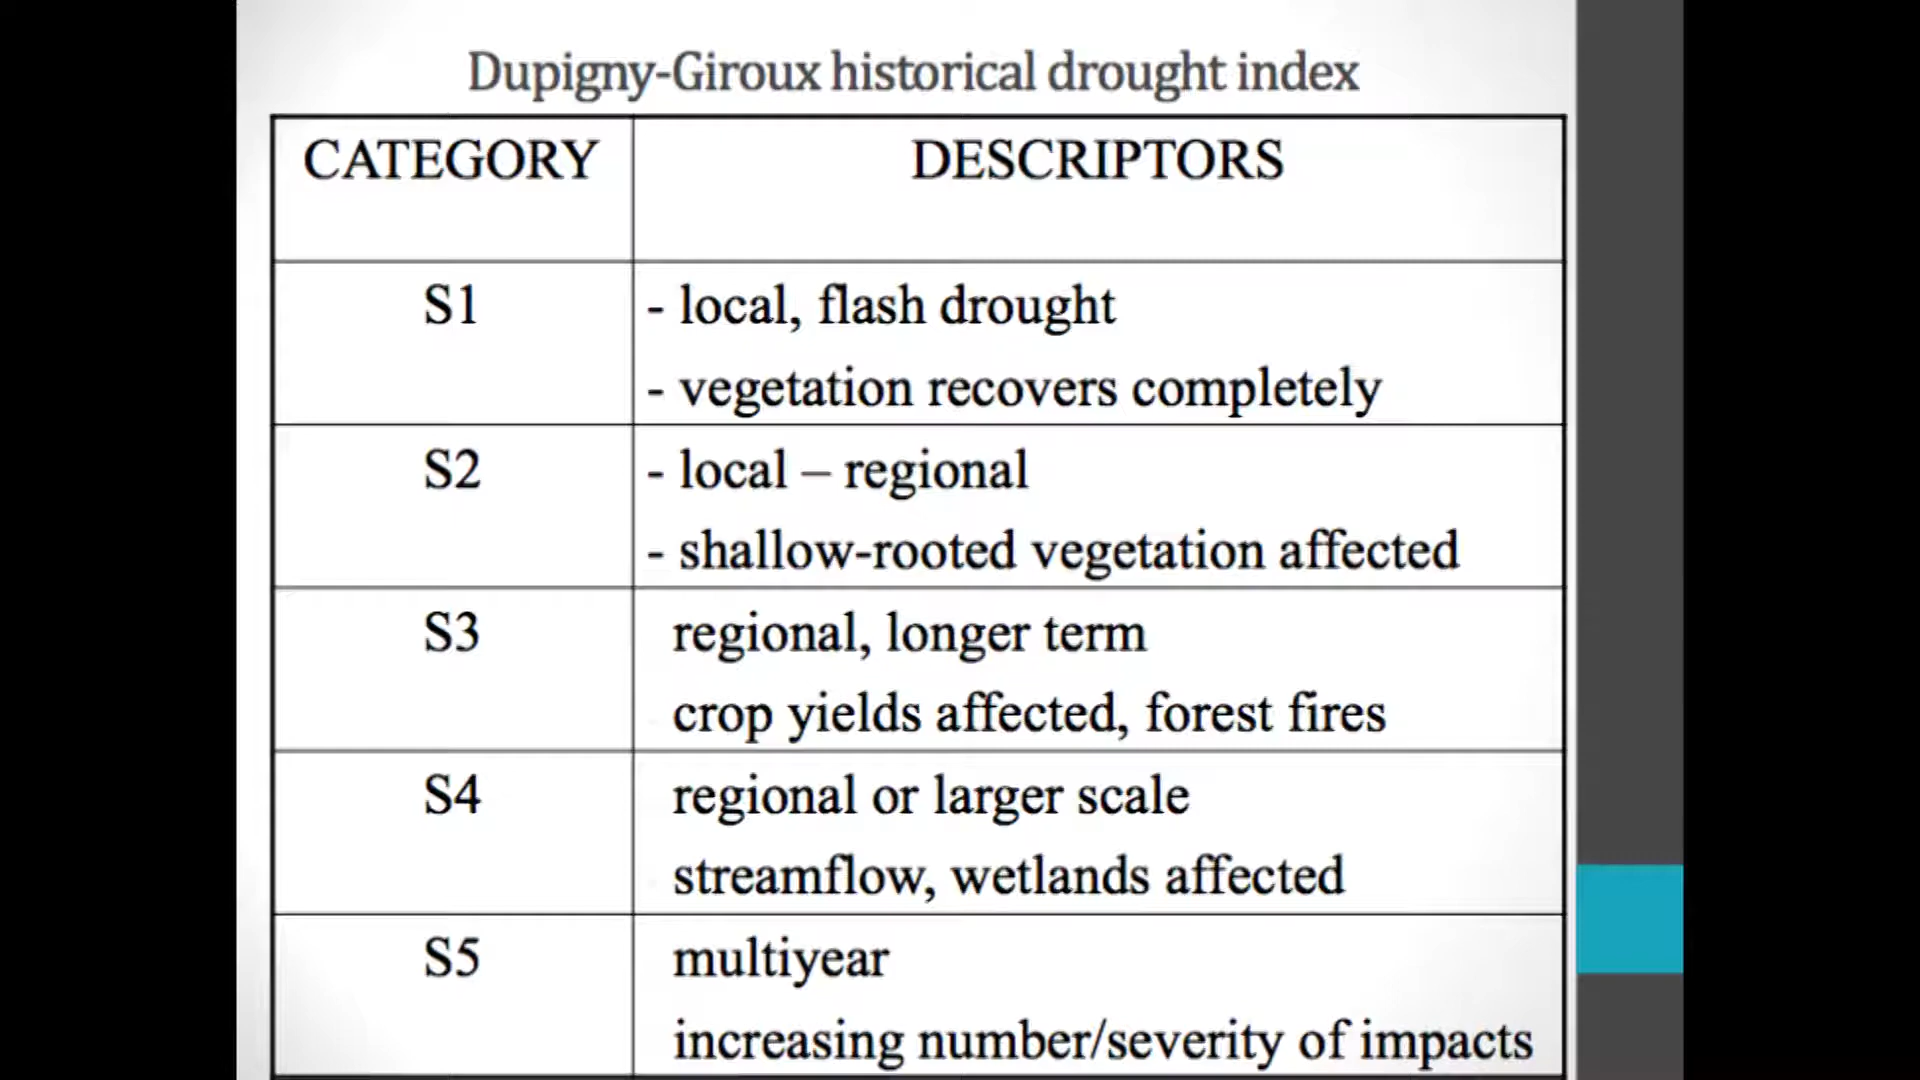 Dupigny-Giroux historical drought index
CATEGORY
DESCRIPTORS
S1
- local, flash drought
- vegetation recovers completely
S2
- local – regional
- shallow-rooted vegetation affected
S3
regional, longer term
crop yields affected, forest fires
S4
regional or larger scale
streamflow, wetlands affected
S5
multiyear
increasing number/severity of impacts